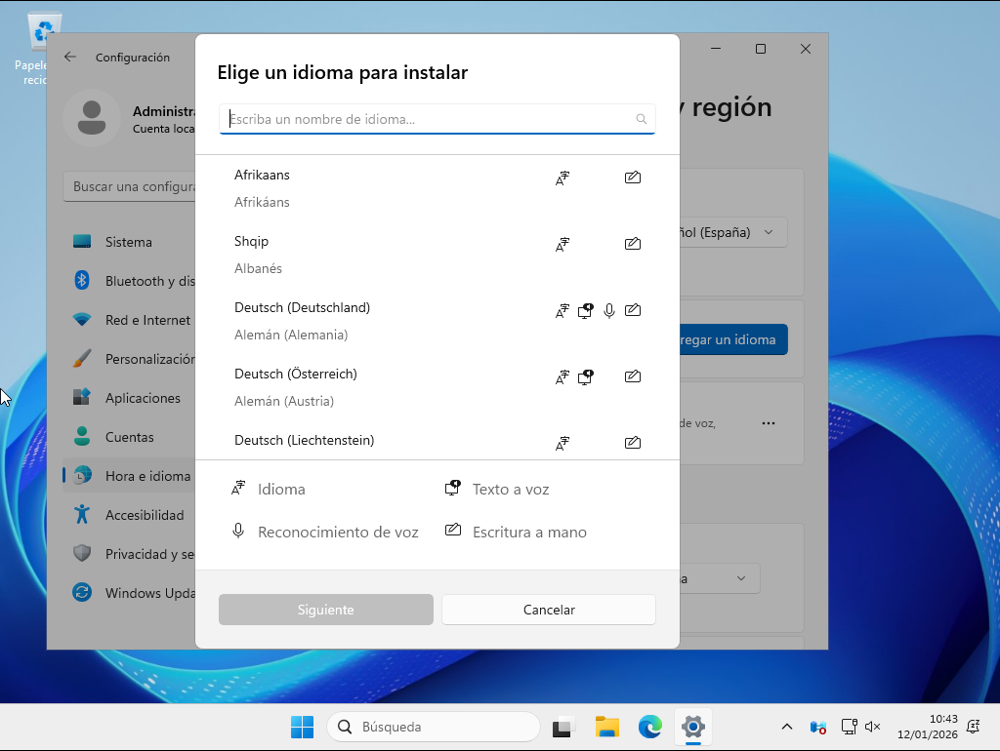 Configuración
Elige un idioma para instalar
Escriba un nombre de idioma...
y región
Cuenta loca
Buscar una configura
Sistema
Bluetooth y dis
Red e Internet
Personalización
Aplicaciones
Cuentas
Hora e idioma
Accesibilidad
Privacidad y se
Windows Upda
Afrikaans
Afrikáans
Shqip
Albanés
Deutsch (Deutschland)
Alemán (Alemania)
Deutsch (Österreich)
Alemán (Austria)
Deutsch (Liechtenstein)
Idioma
Texto a voz
Reconocimiento de voz
Escritura a mano
Siguiente
Cancelar
ñol (España)
regar un idioma
de voz,
Papele
recic
Administra
Búsqueda
10:43
12/01/2026